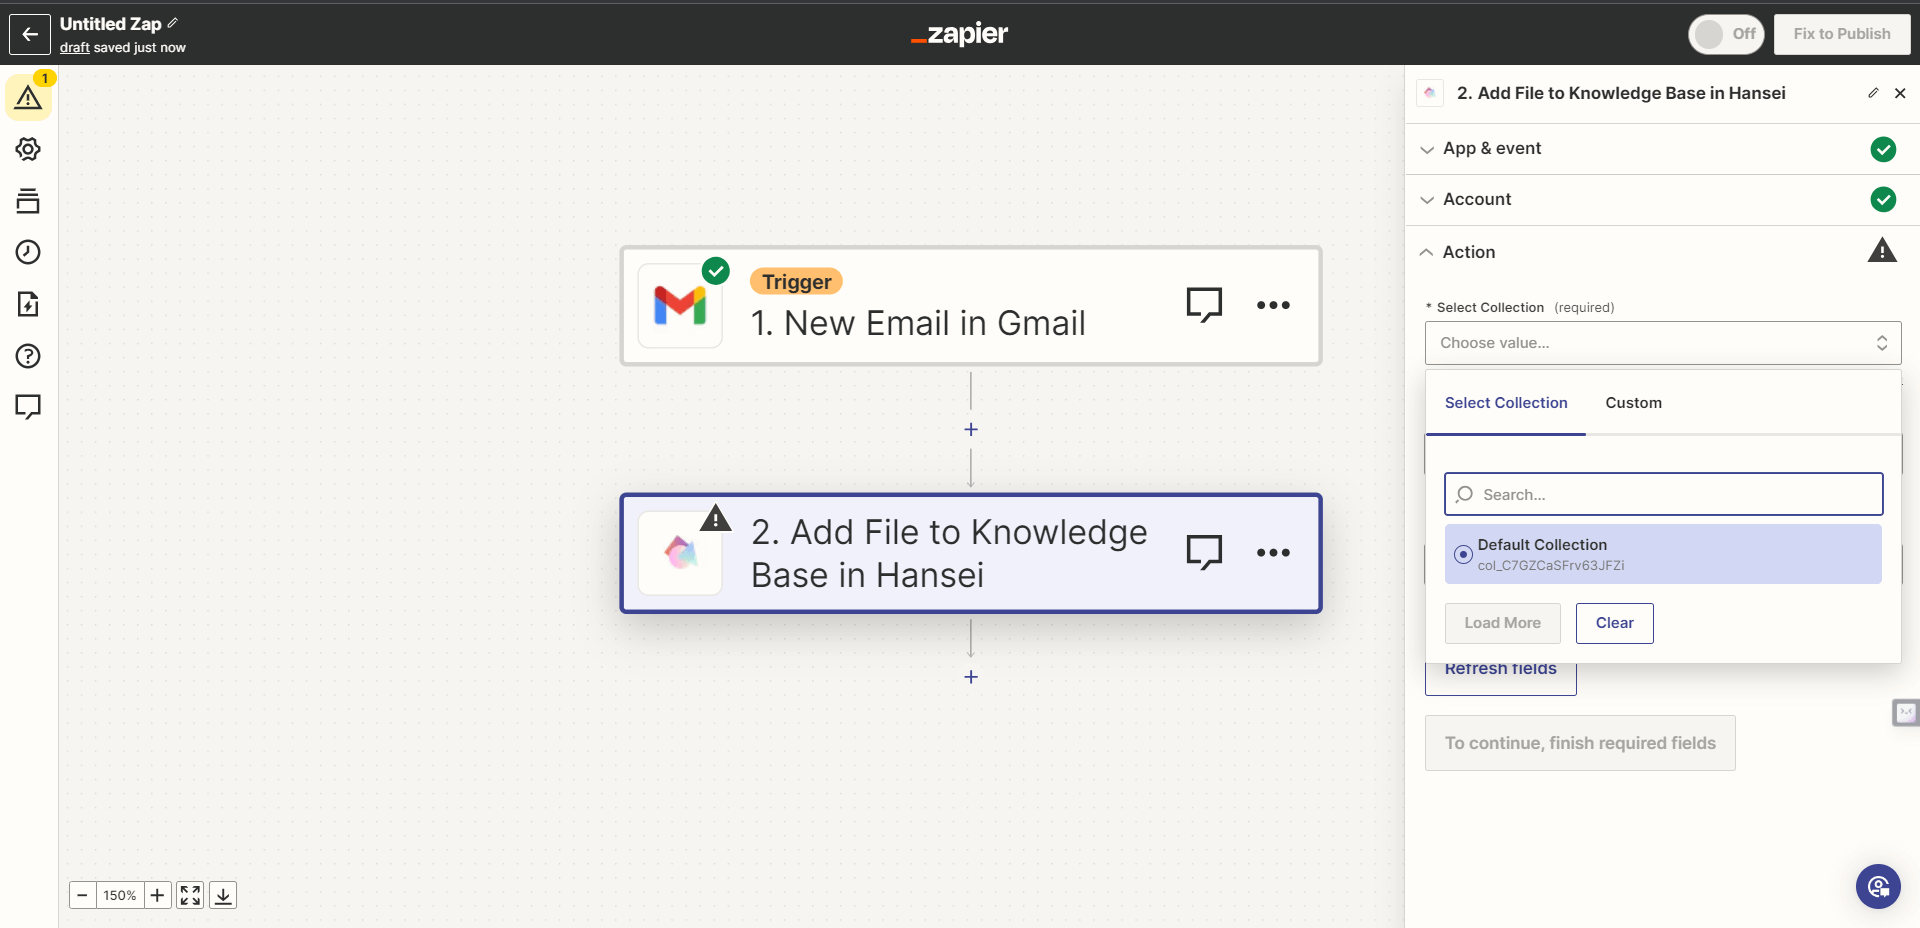 Untitled Zap
draft saved just now
zapier
Off
Fix to Publish
1
Trigger
1. New Email in Gmail
2. Add File to Knowledge
Base in Hansei
150%
2. Add File to Knowledge Base in Hansei
App & event
Account
Action
* Select Collection (required)
Choose value...
Select Collection
Custom
Search...
Default Collection
col_C7GZCaSFrv63JFZi
Load More
Clear
Refresh fields
To continue, finish required fields